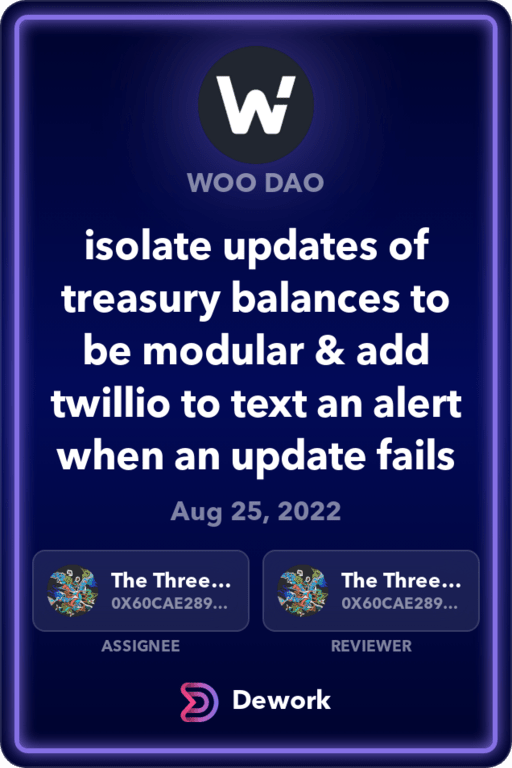 WOO DAO
isolate updates of
treasury balances to
be modular & add
twillio to text an alert
when an update fails
Aug 25, 2022
The Three...
0X60CAE289...
ASSIGNEE
The Three...
0X60CAE289...
REVIEWER
Dework